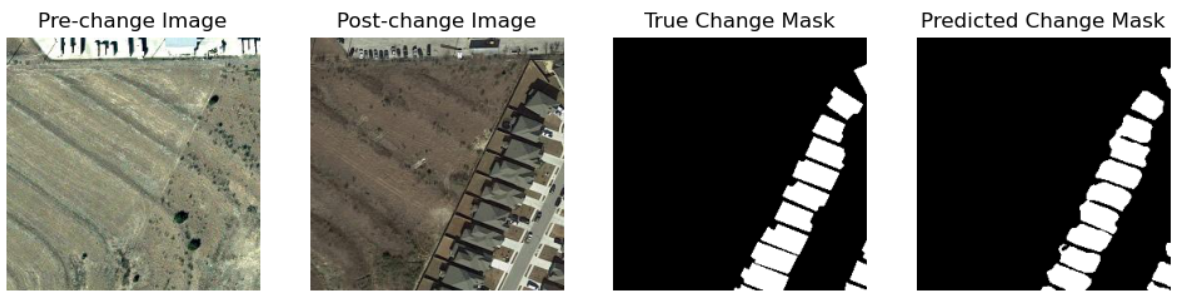 Pre-change Image
Post-change Image
True Change Mask
Predicted Change Mask